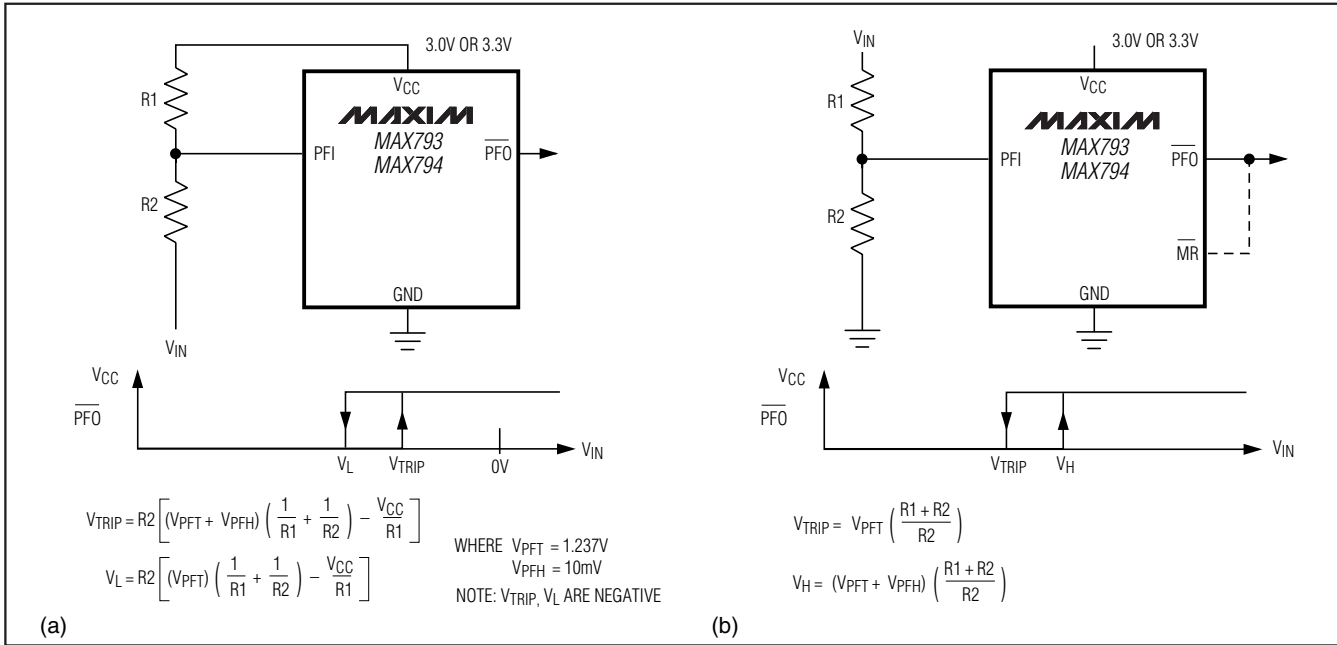 3.0V OR 3.3V
VCC
R1
MAXIM
MAX793
MAX794
PFI
PFO
R2
GND
VIN
VCC
PFO
VL
VTRIP
0V
VIN
VTRIP = R2 [(VPFT + VPFH) (1/R1 + 1/R2) – VCC/R1]
VL = R2 [(VPFT) (1/R1 + 1/R2) – VCC/R1]
WHERE VPFT = 1.237V
VPFH = 10mV
NOTE: VTRIP, VL ARE NEGATIVE
(a)
VIN
3.0V OR 3.3V
VCC
R1
MAXIM
MAX793
MAX794
PFI
PFO
R2
MR
GND
VCC
PFO
VTRIP
VH
VIN
VTRIP = VPFT (R1 + R2/R2)
VH = (VPFT + VPFH) (R1 + R2/R2)
(b)